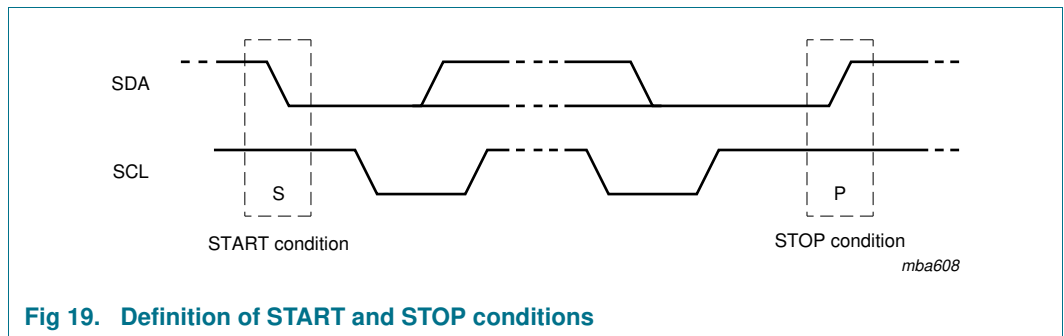 SDA
SCL
S
P
START condition
STOP condition
mba608
Fig 19. Definition of START and STOP conditions